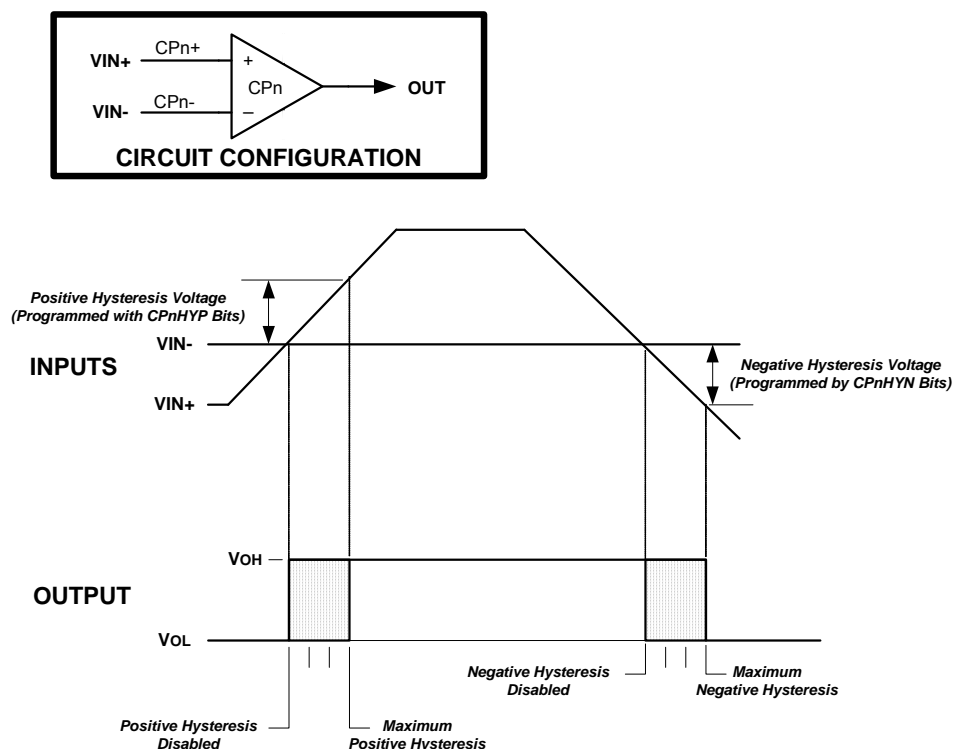 VIN+
CPn+
+
CPn
OUT
VIN-
CPn-
–
CIRCUIT CONFIGURATION
Positive Hysteresis Voltage
(Programmed with CPnHYP Bits)
VIN-
INPUTS
Negative Hysteresis Voltage
(Programmed by CPnHYN Bits)
VIN+
VOH
OUTPUT
VOL
Negative Hysteresis
Disabled
Maximum
Negative Hysteresis
Positive Hysteresis
Disabled
Maximum
Positive Hysteresis